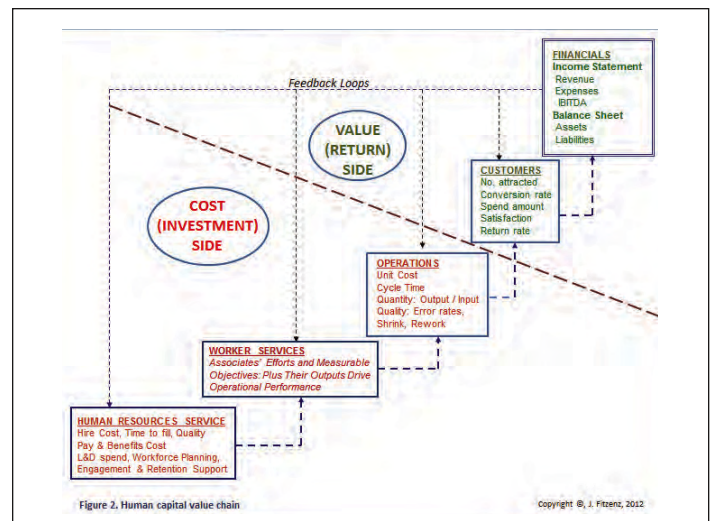 FINANCIALS
Income Statement
Revenue
Expenses
IBITDA
Balance Sheet
Assets
Liabilities
Feedback Loops
VALUE
(RETURN)
SIDE
CUSTOMERS
No, attracted
Conversion rate
Spend amount
Satisfaction
Return rate
COST
(INVESTMENT)
SIDE
OPERATIONS
Unit Cost
Cycle Time
Quantity: Output / Input
Quality: Error rates,
Shrink, Rework
WORKER SERVICES
Associates' Efforts and Measurable
Objectives: Plus Their Outputs Drive
Operational Performance
HUMAN RESOURCES SERVICE
Hire Cost, Time to fill, Quality
Pay & Benefits Cost
L&D spend, Workforce Planning,
Engagement & Retention Support
Figure 2. Human capital value chain
Copyright ©, J. Fitzenz, 2012